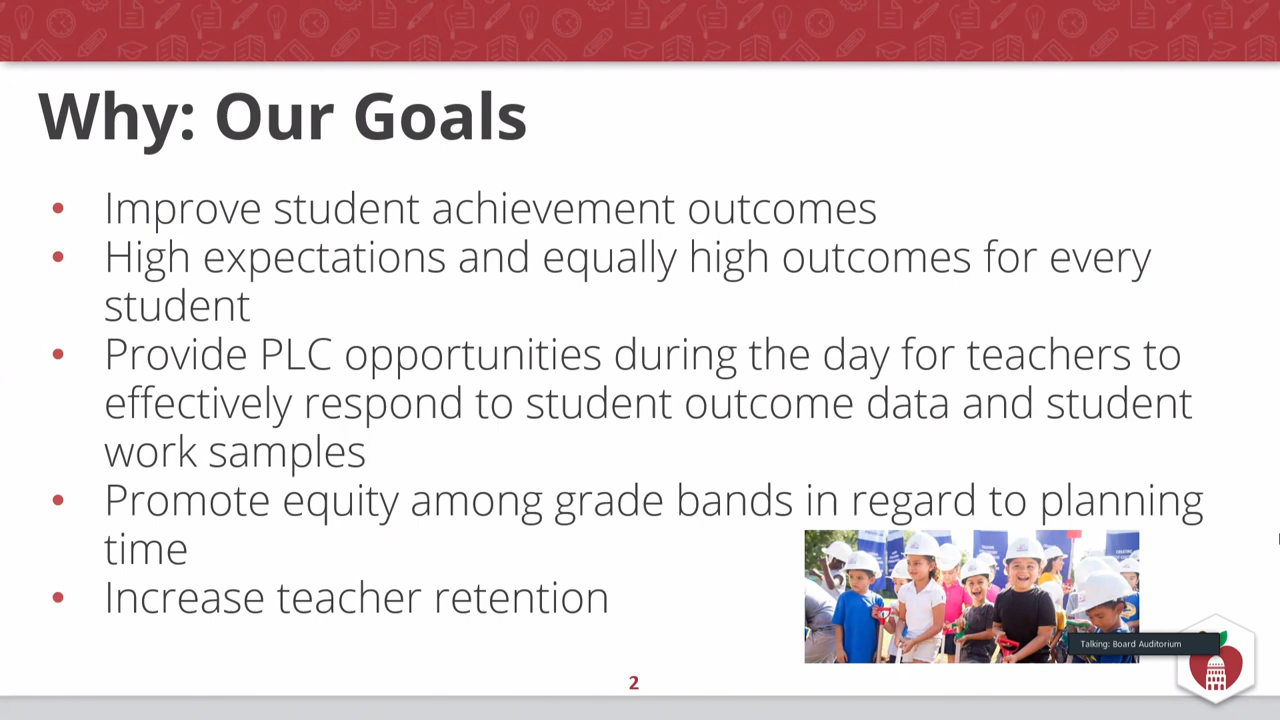 Why: Our Goals
• Improve student achievement outcomes
• High expectations and equally high outcomes for every
student
• Provide PLC opportunities during the day for teachers to
effectively respond to student outcome data and student
work samples
• Promote equity among grade bands in regard to planning
time
• Increase teacher retention
Talking: Board Auditorium
2